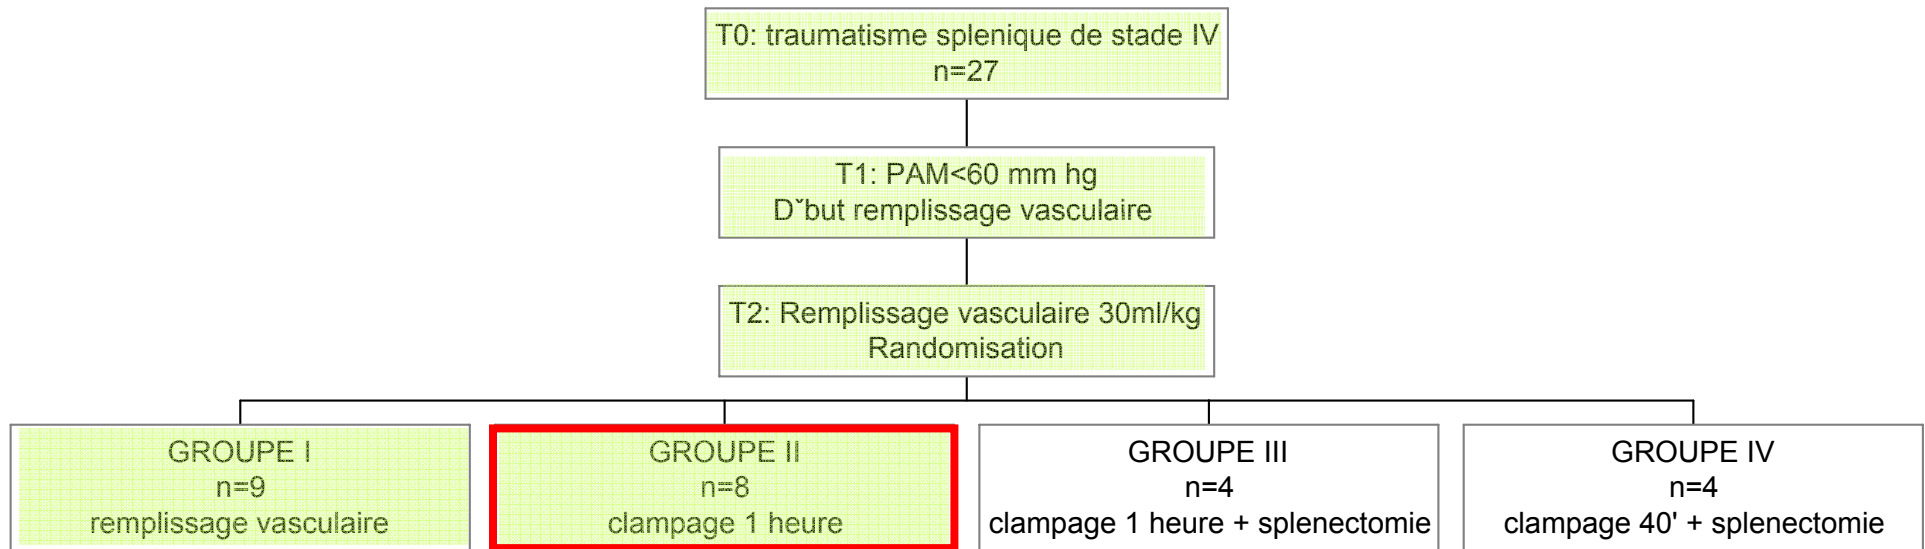 T0: traumatisme splenique de stade IV
n=27
T1: PAM<60 mm hg
Dˇbut remplissage vasculaire
T2: Remplissage vasculaire 30ml/kg
Randomisation
GROUPE I
n=9
remplissage vasculaire
GROUPE II
n=8
clampage 1 heure
GROUPE III
n=4
clampage 1 heure + splenectomie
GROUPE IV
n=4
clampage 40' + splenectomie